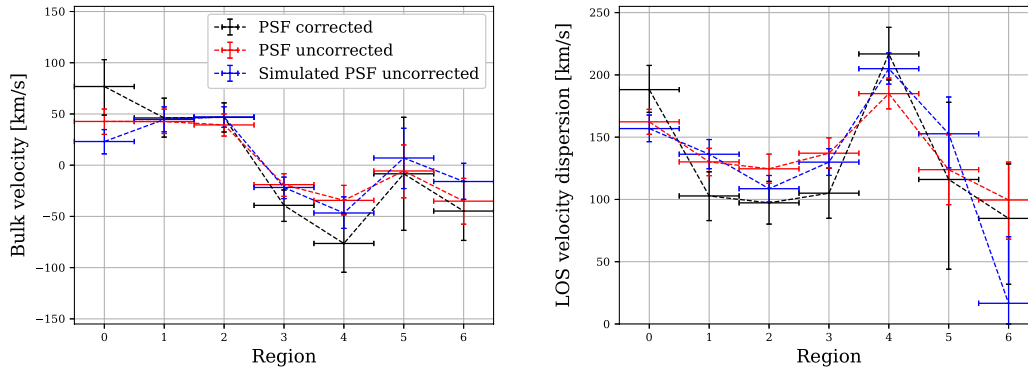 150
100
50
0
−50
−100
−150
Bulk velocity [km/s]
PSF corrected
PSF uncorrected
Simulated PSF uncorrected
0 1 2 3 4 5 6
Region
250
200
150
100
50
0
LOS velocity dispersion [km/s]
0 1 2 3 4 5 6
Region